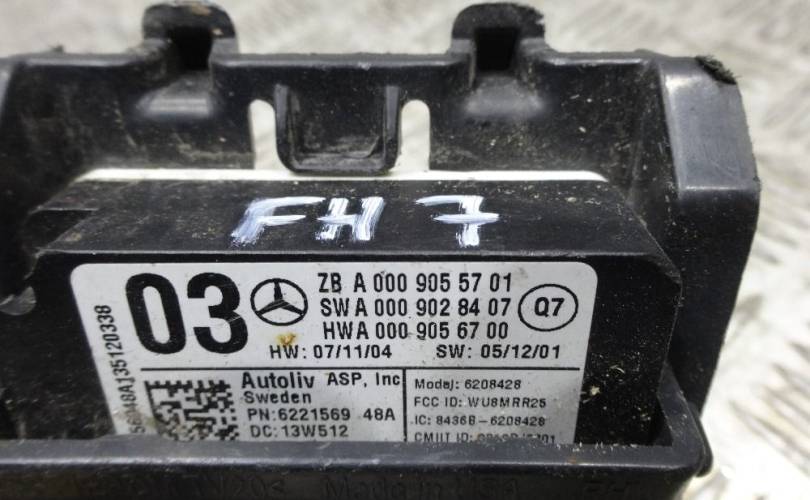 FH 7
03
ZB A 000 905 57 01
SW A 000 902 84 07
HW A 000 905 67 00
Q7
HW: 07/11/04 SW: 05/12/01
Autoliv ASP, Inc
Sweden
PN:6221569 48A
DC:13W512
Model: 6208428
FCC ID: WU8MRR25
IC: 8436B-6208428
CMIIT ID: